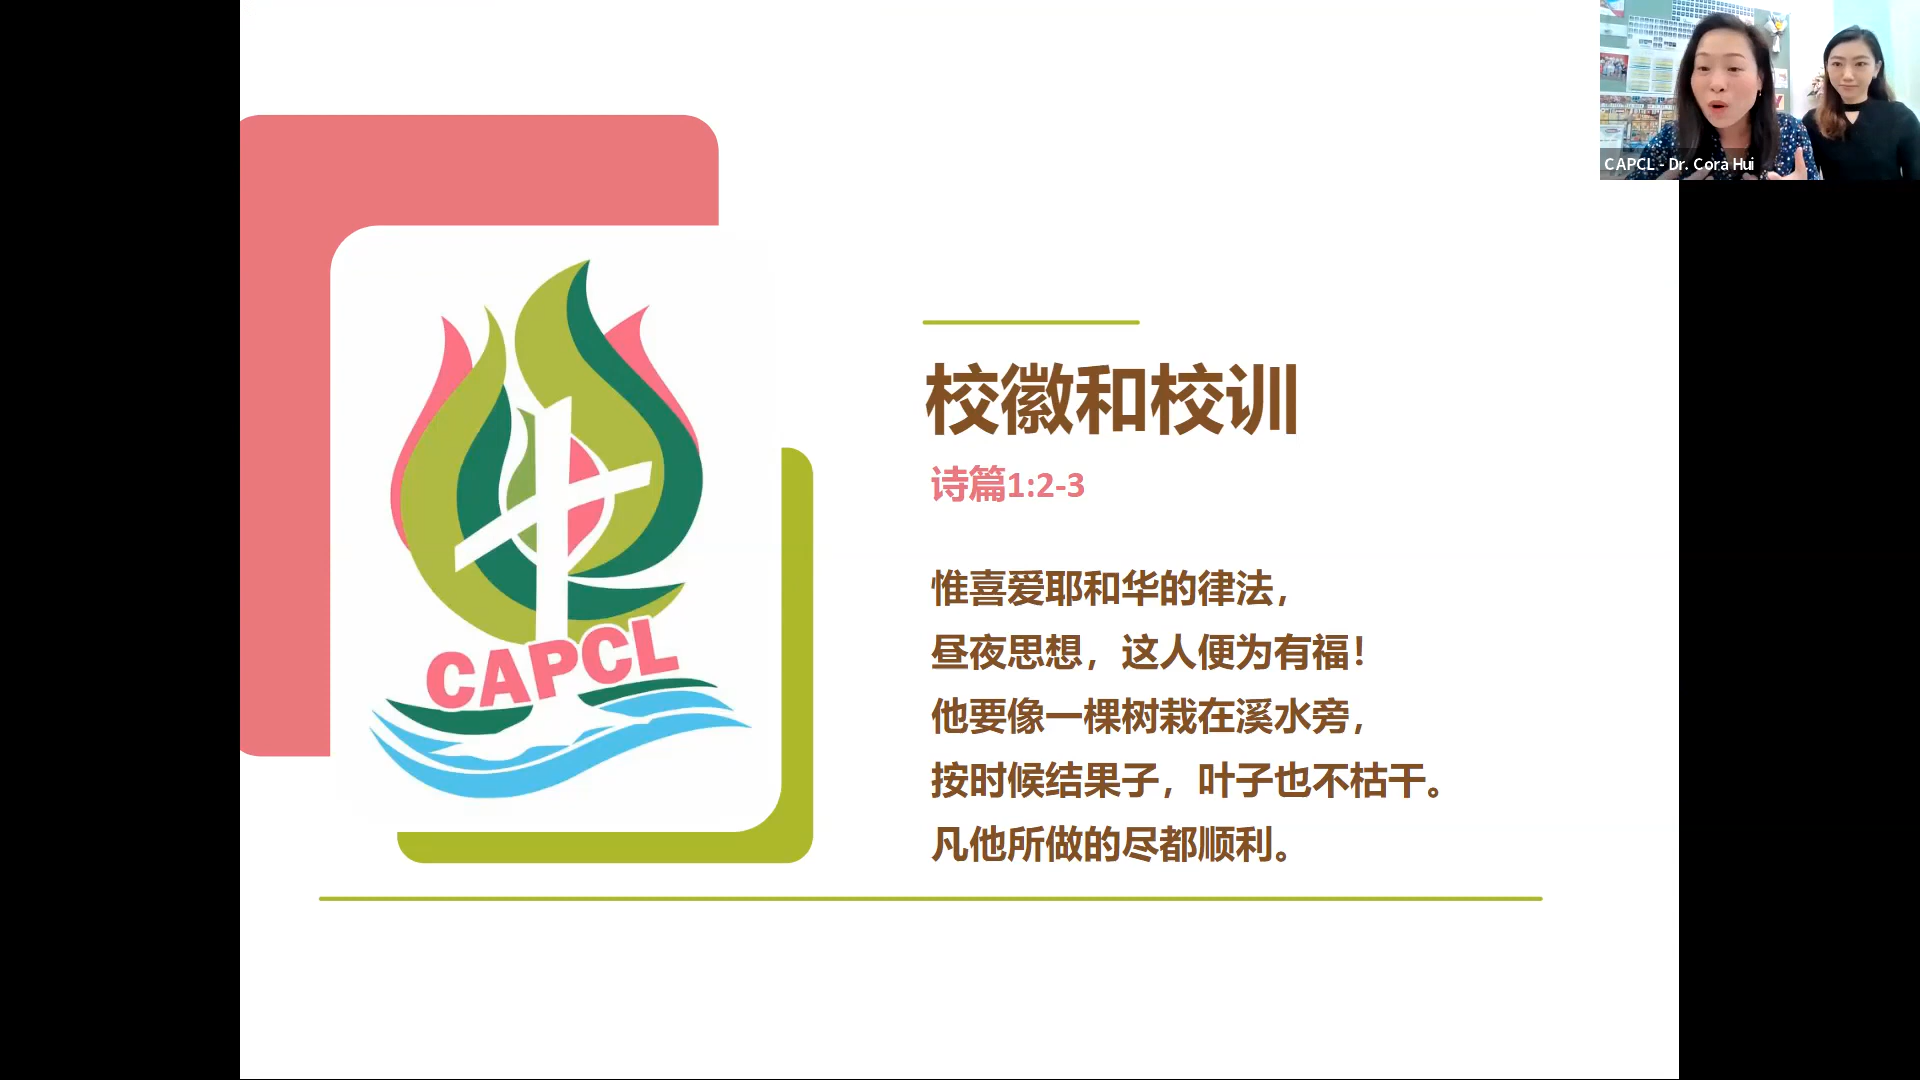 CAPCL - Dr. Cora Hui
校徽和校训
诗篇1:2-3
惟喜爱耶和华的律法，
昼夜思想，这人便为有福！
他要像一棵树栽在溪水旁，
按时候结果子，叶子也不枯干。
凡他所做的尽都顺利。
CAPCL